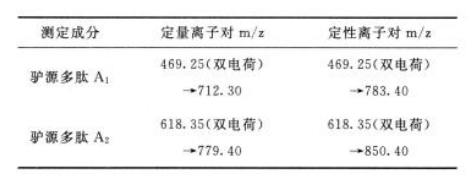 测定成分 定量离子对 m/z 定性离子对 m/z
469.25(双电荷) 469.25(双电荷)
驴源多肽 A₁
→712.30 →783.40
618.35(双电荷) 618.35(双电荷)
驴源多肽 A₂
→779.40 →850.40